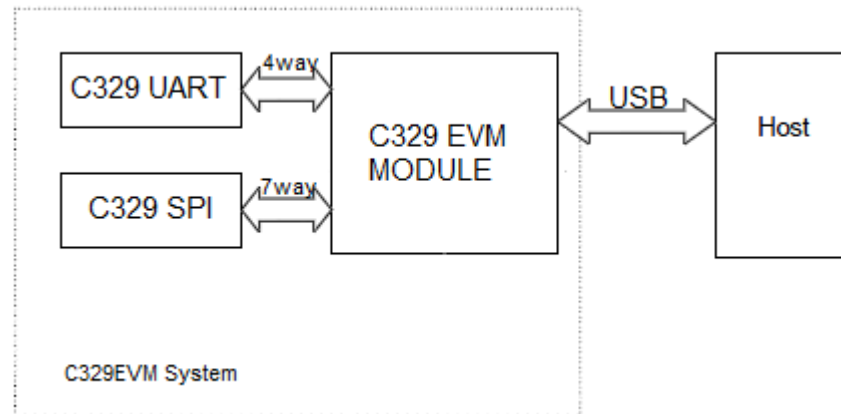 C329 UART
4way
C329 EVM
MODULE
USB
Host
C329 SPI
7way
C329EVM System